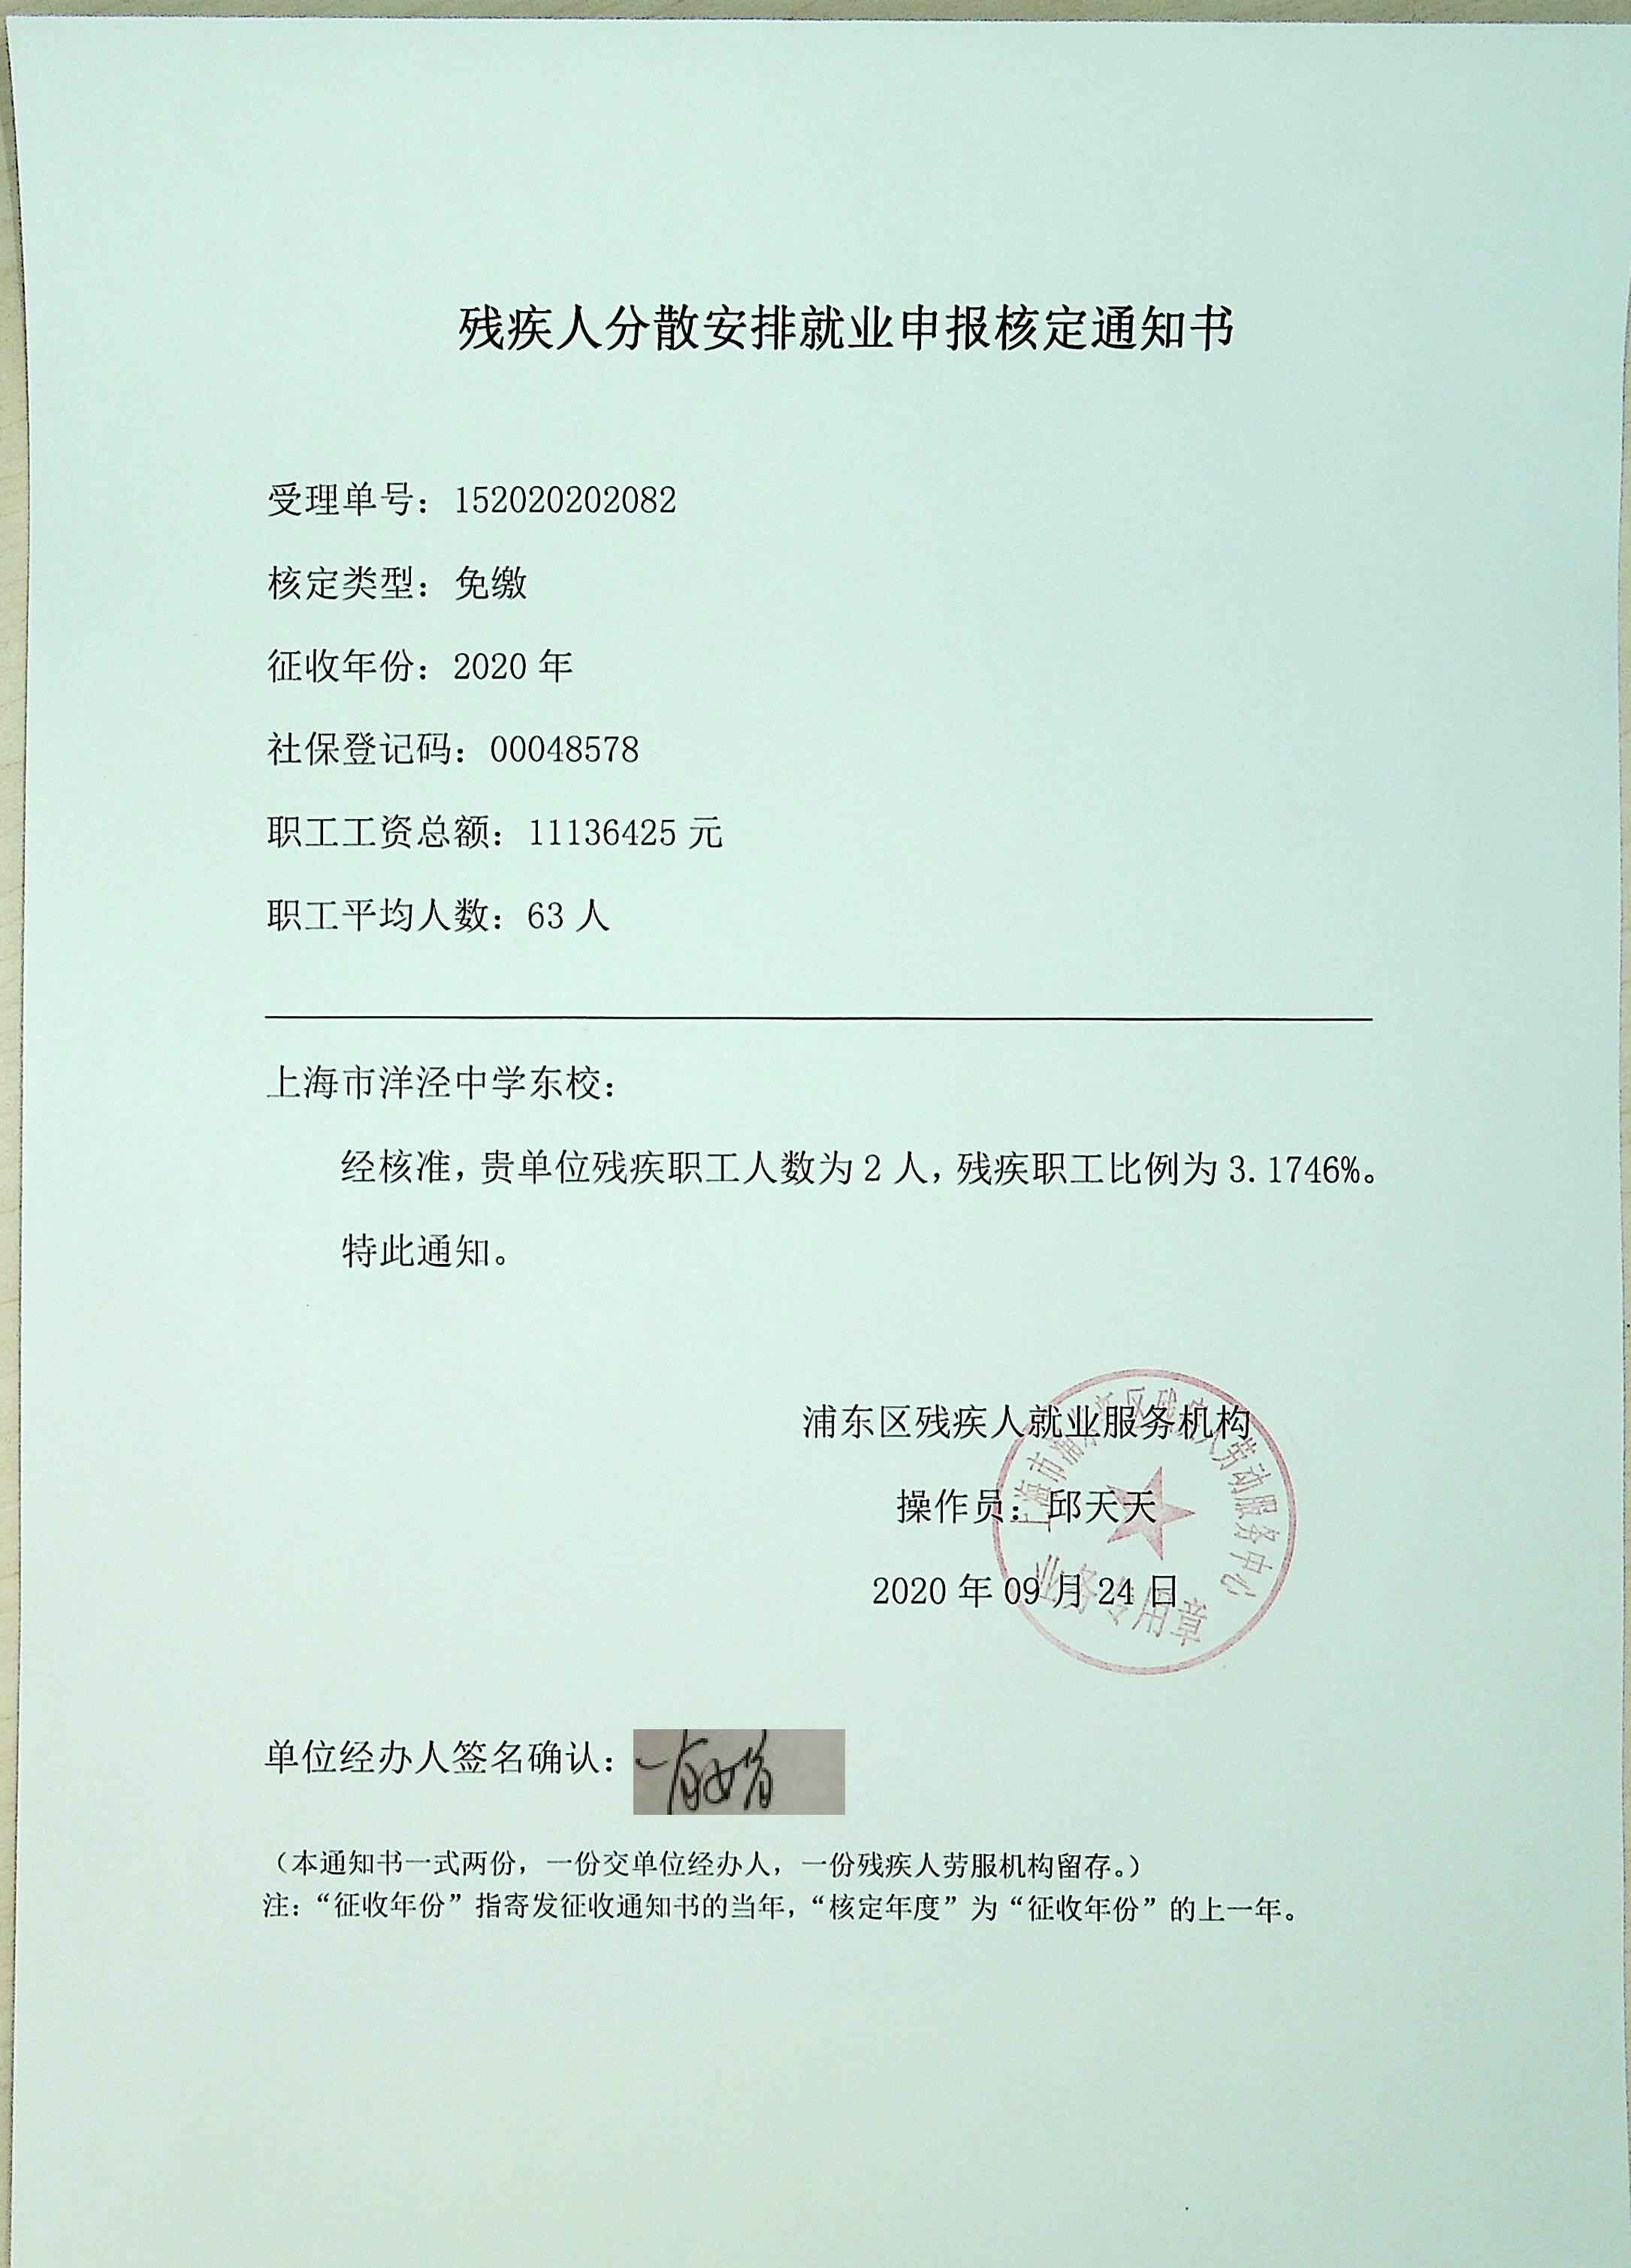 残疾人分散安排就业申报核定通知书
受理单号：152020202082
核定类型：免缴
征收年份：2020 年
社保登记码：00048578
职工工资总额：11136425 元
职工平均人数：63 人
上海市洋泾中学东校：
经核准，贵单位残疾职工人数为 2 人，残疾职工比例为 3.1746%。
特此通知。
浦东区残疾人就业服务机构
操作员：邱天天
2020 年 09 月 24 日
上海市浦东新区残疾人劳动服务中心
业务专用章
单位经办人签名确认：
（本通知书一式两份，一份交单位经办人，一份残疾人劳服机构留存。）
注：“征收年份”指寄发征收通知书的当年，“核定年度”为“征收年份”的上一年。